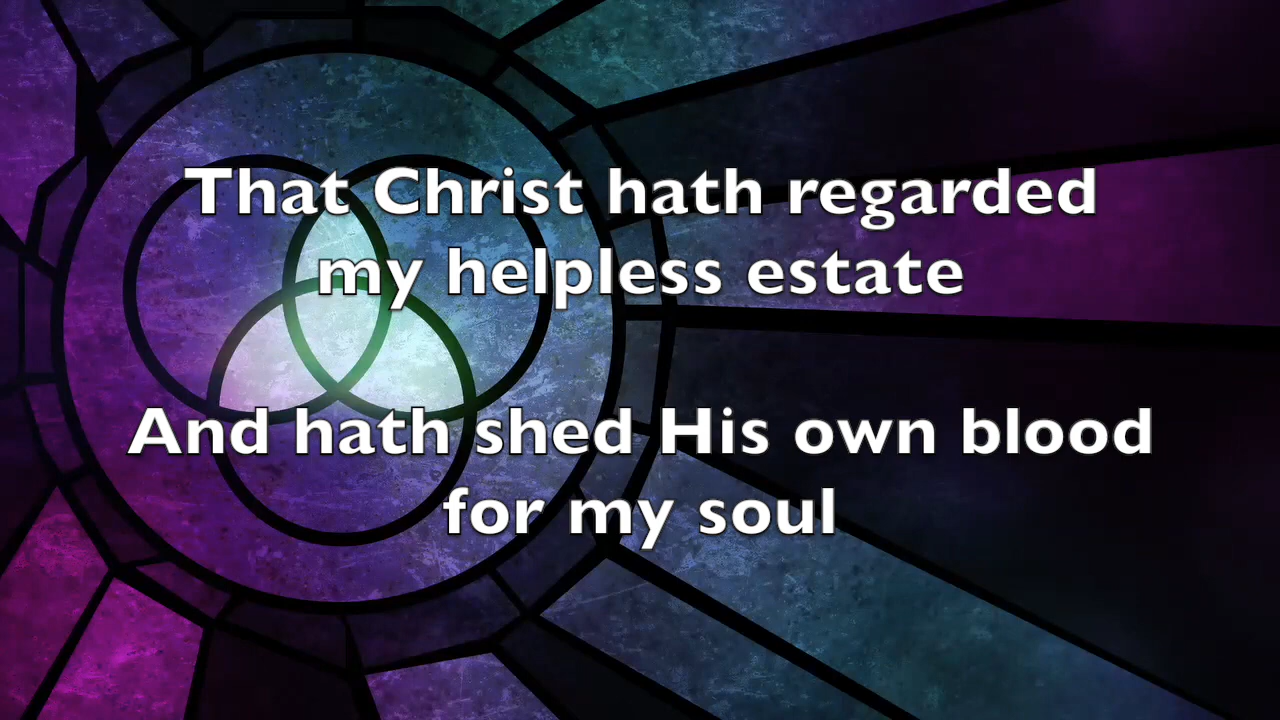 That Christ hath regarded
my helpless estate
And hath shed His own blood
for my soul